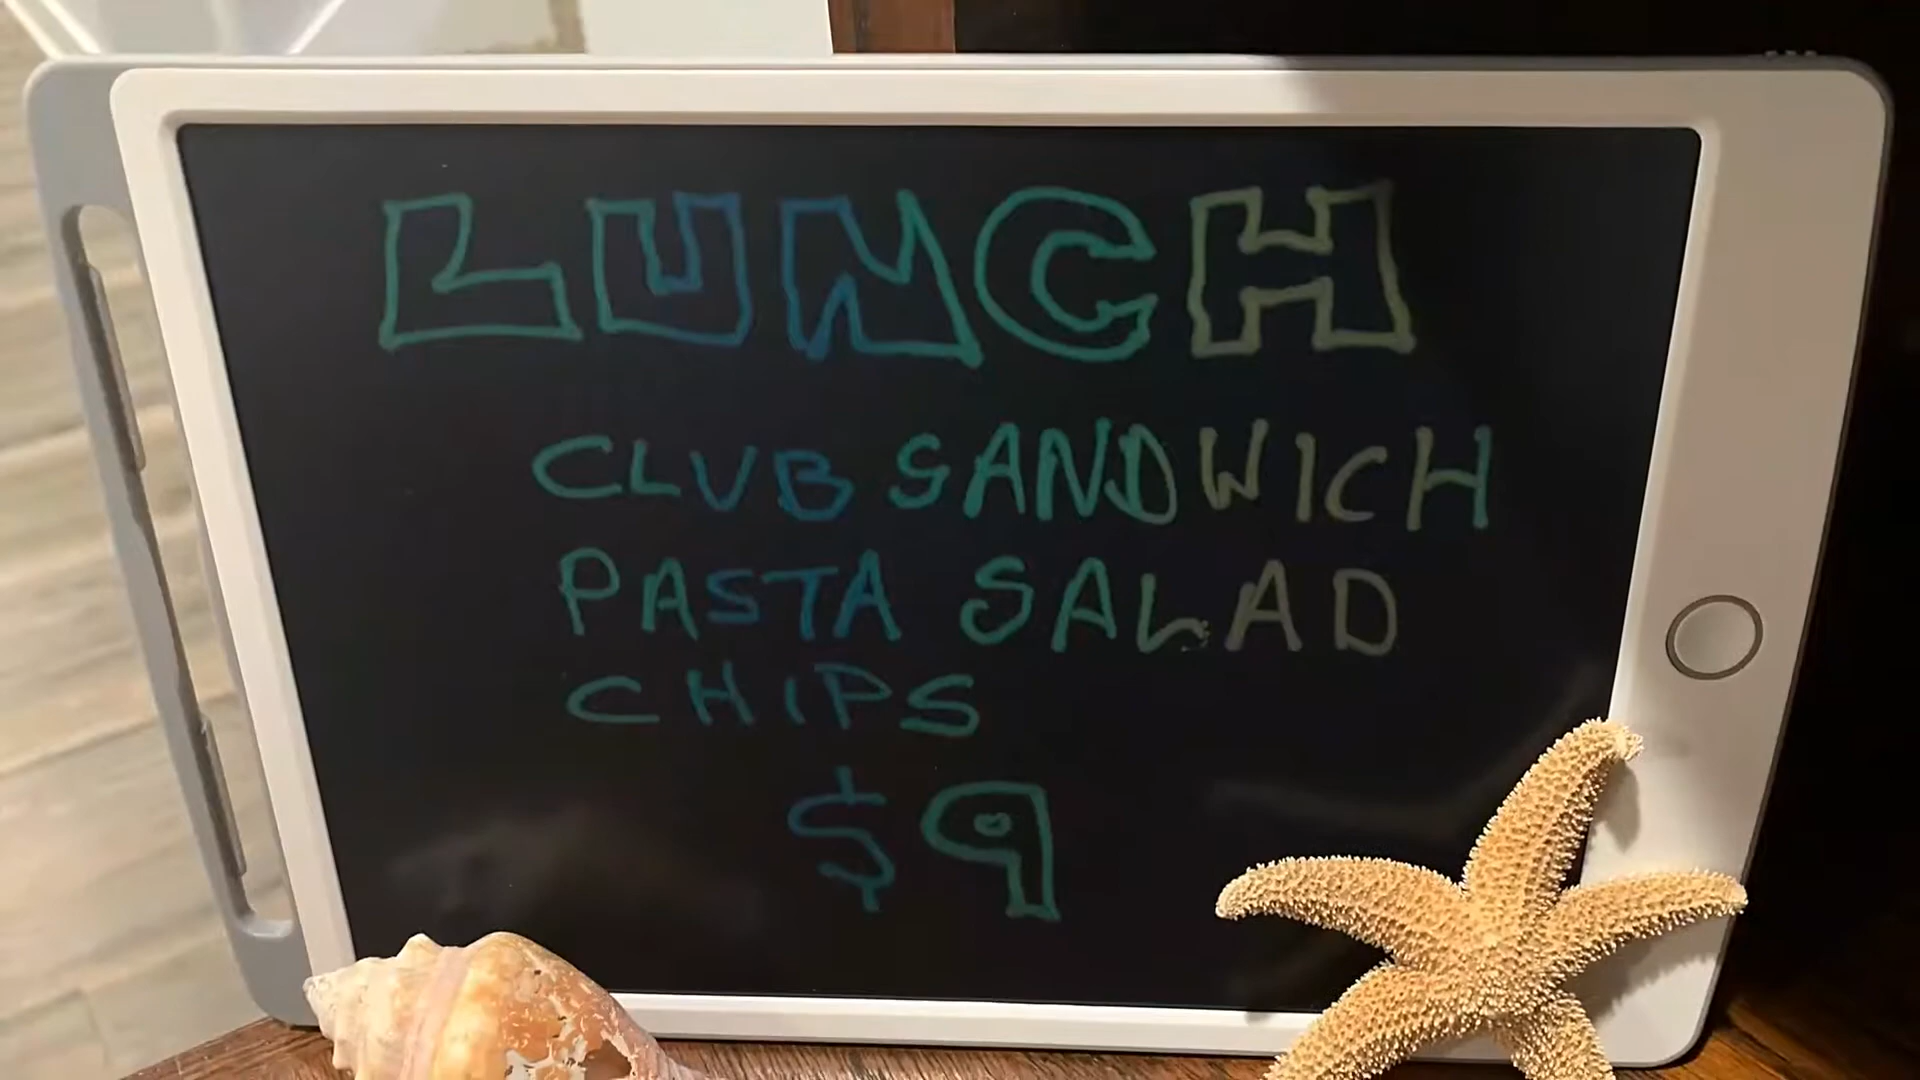 LUNCH
CLUB SANDWICH
PASTA SALAD
CHIPS
$9